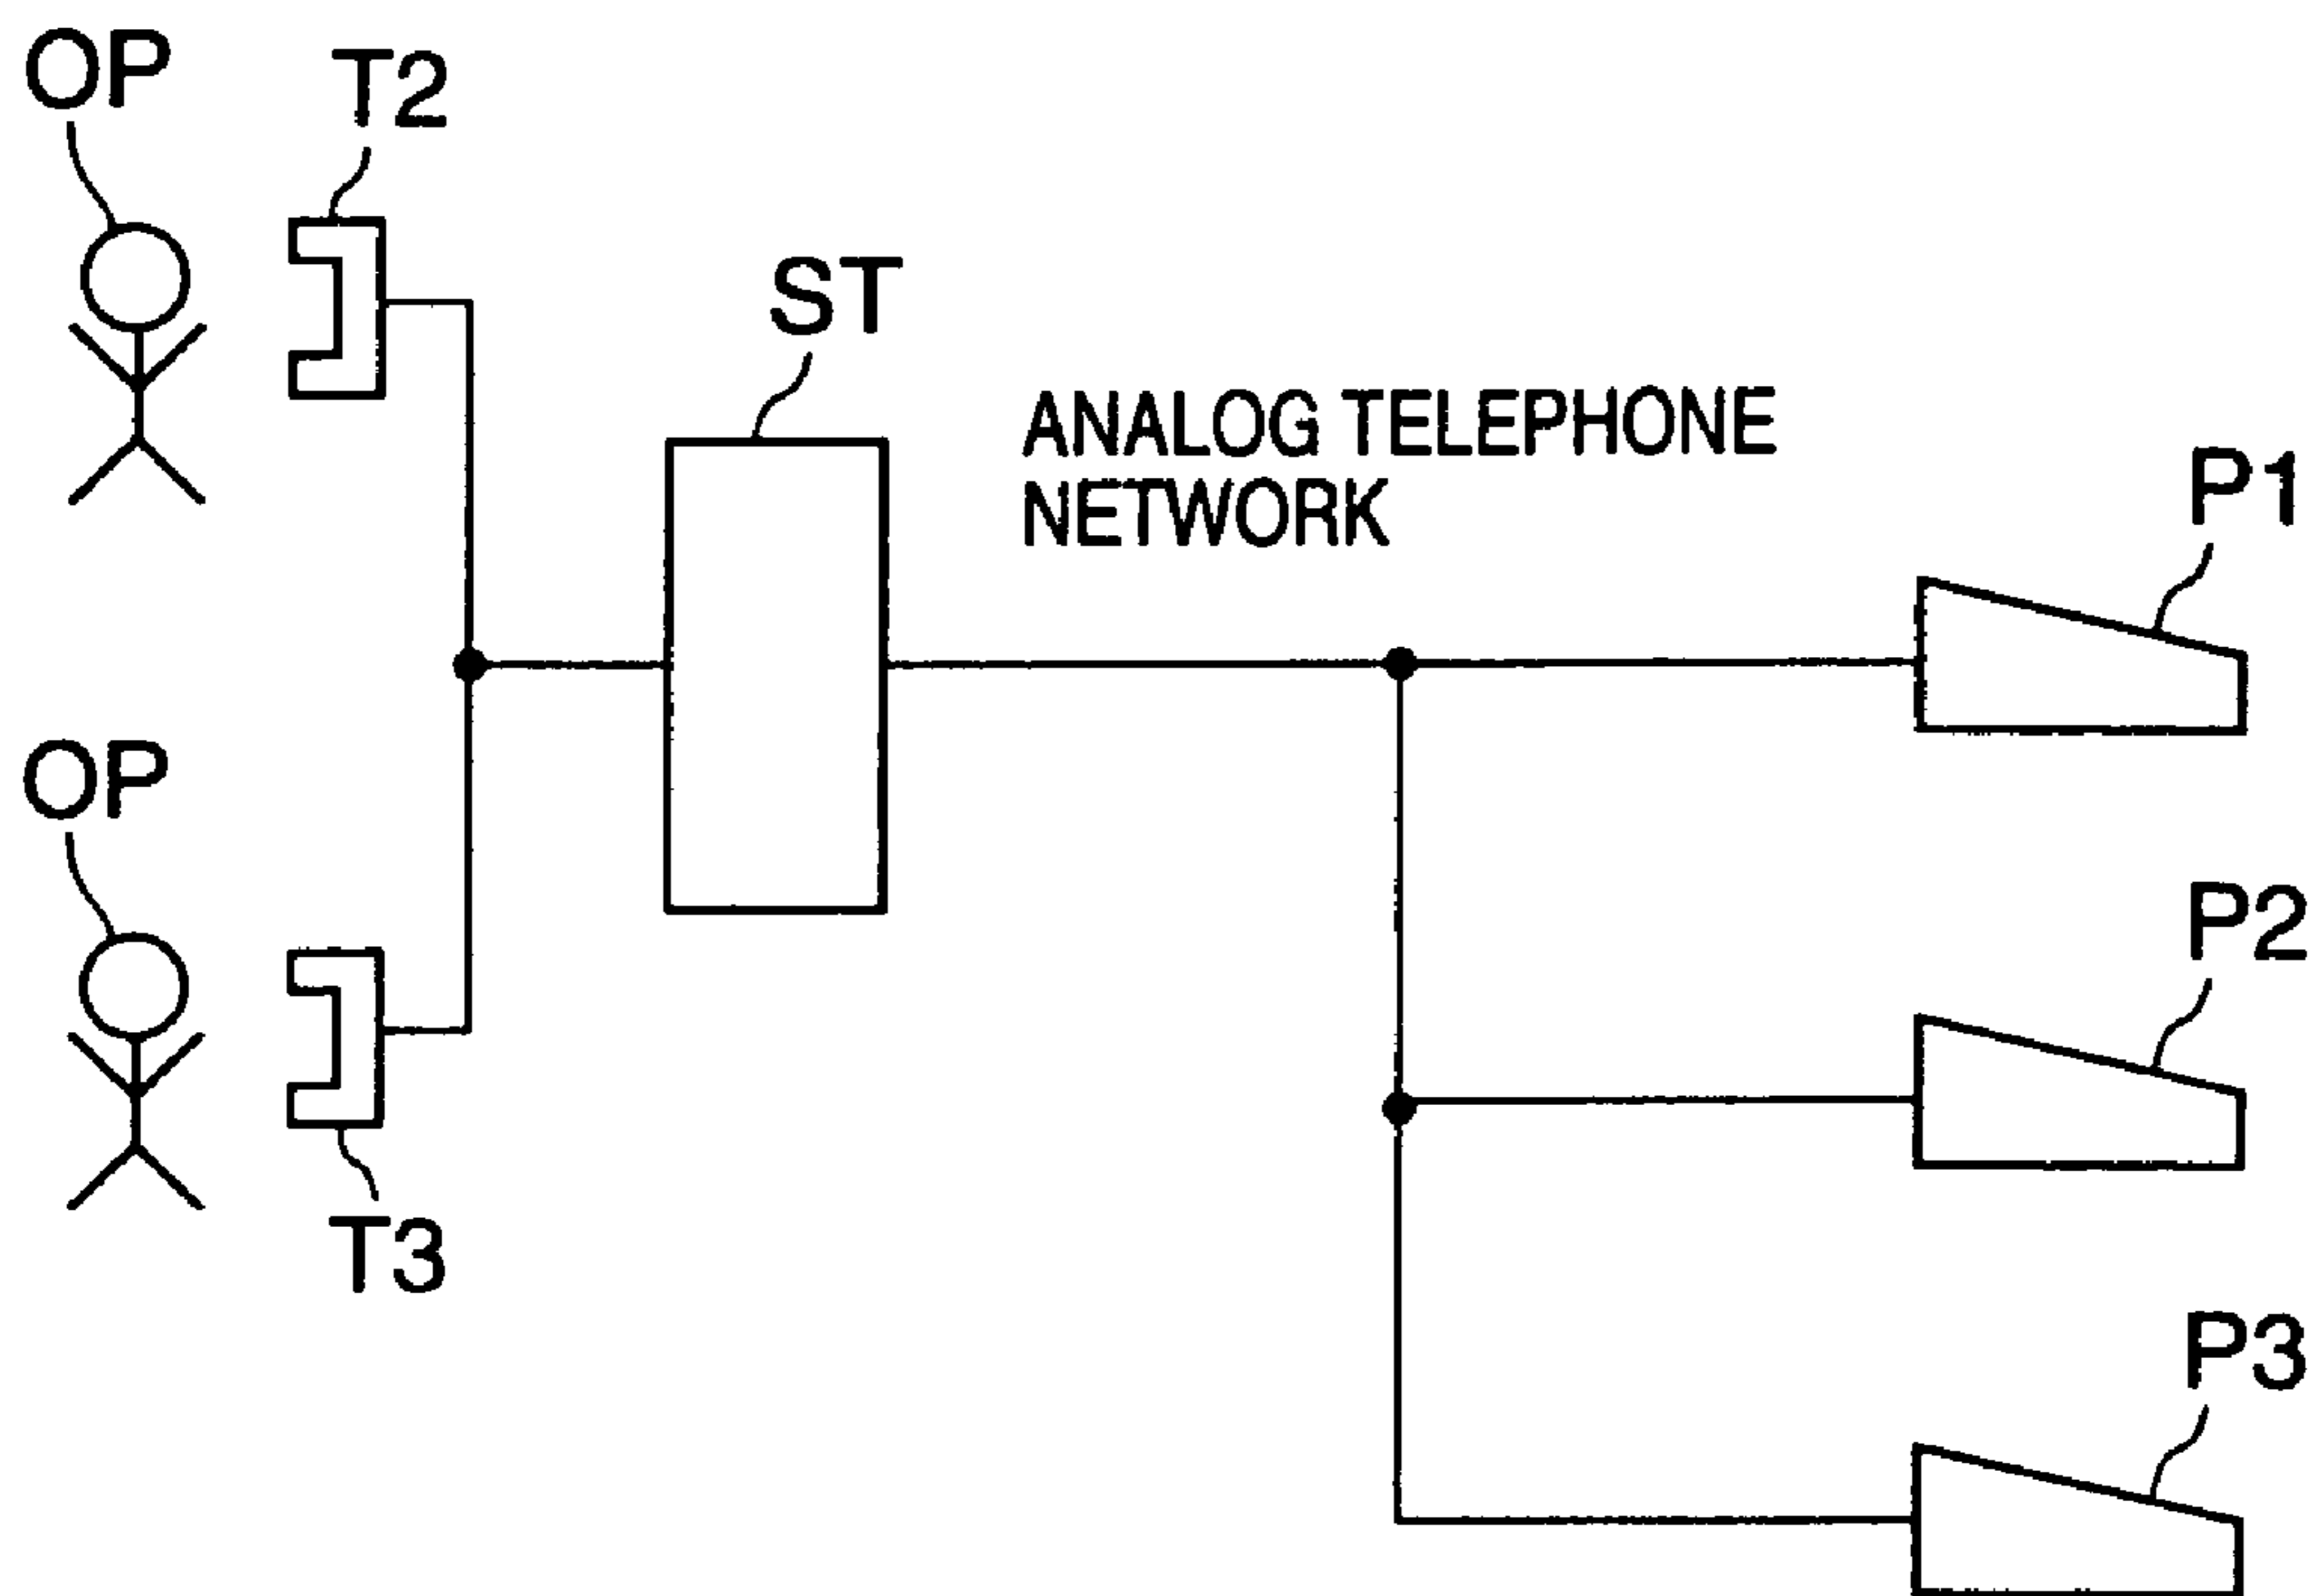 OP
T2
ST
ANALOG TELEPHONE
NETWORK
P1
OP
P2
T3
P3